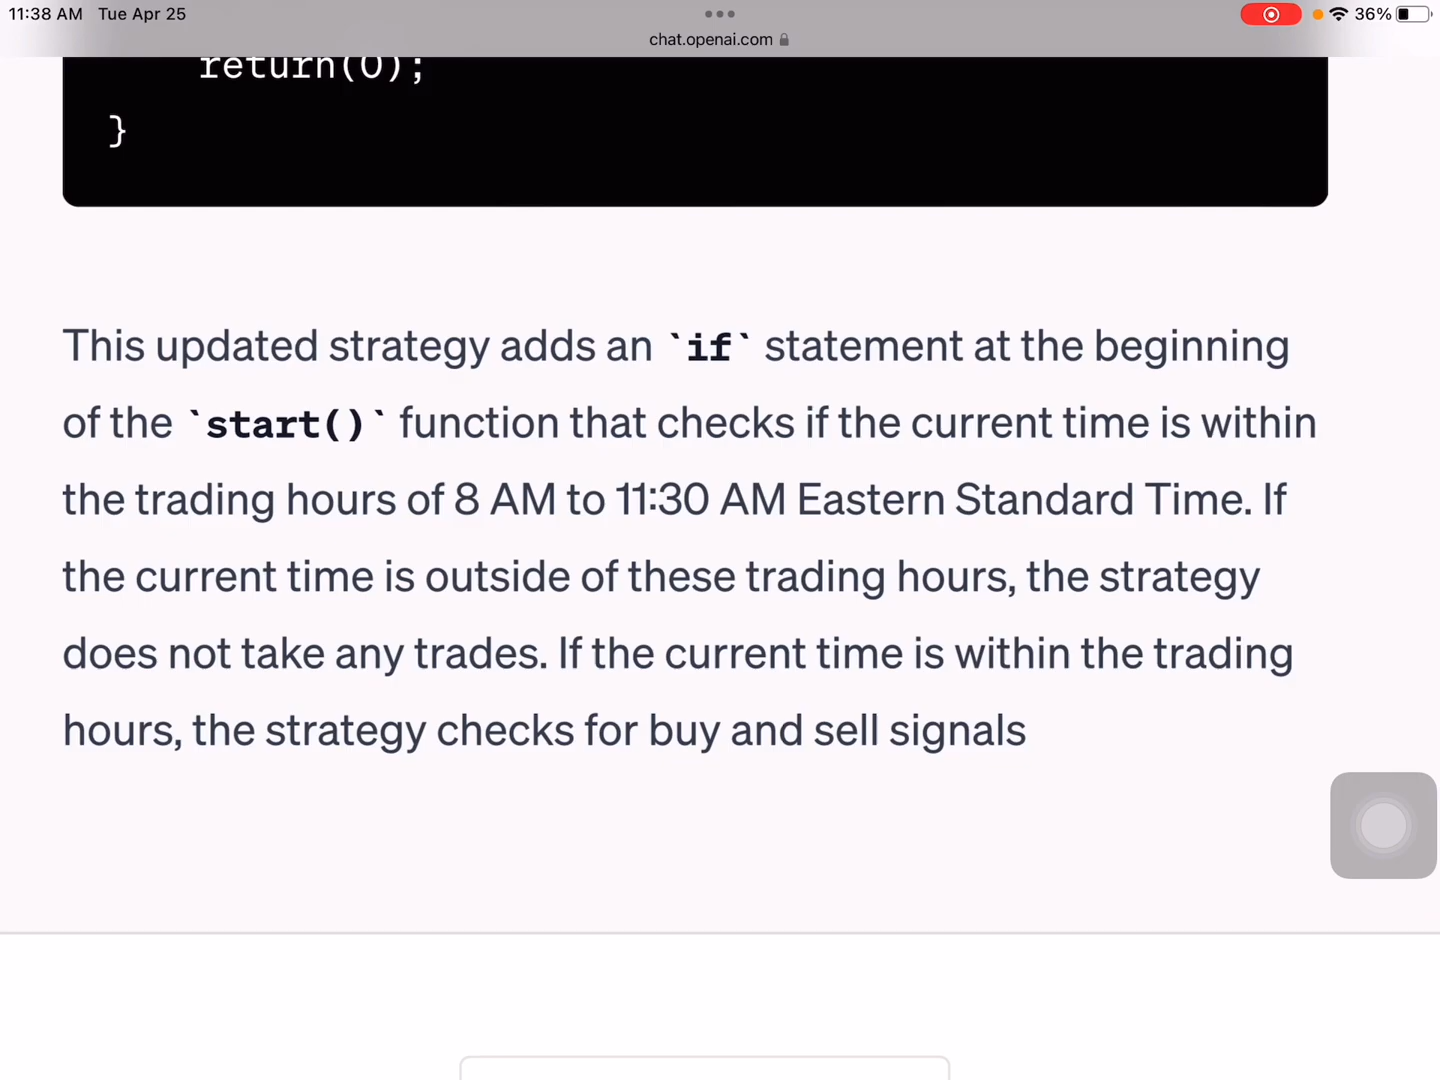 11:38 AM Tue Apr 25
36%
chat.openai.com
return(0);
}
This updated strategy adds an `if` statement at the beginning
of the `start()` function that checks if the current time is within
the trading hours of 8 AM to 11:30 AM Eastern Standard Time. If
the current time is outside of these trading hours, the strategy
does not take any trades. If the current time is within the trading
hours, the strategy checks for buy and sell signals